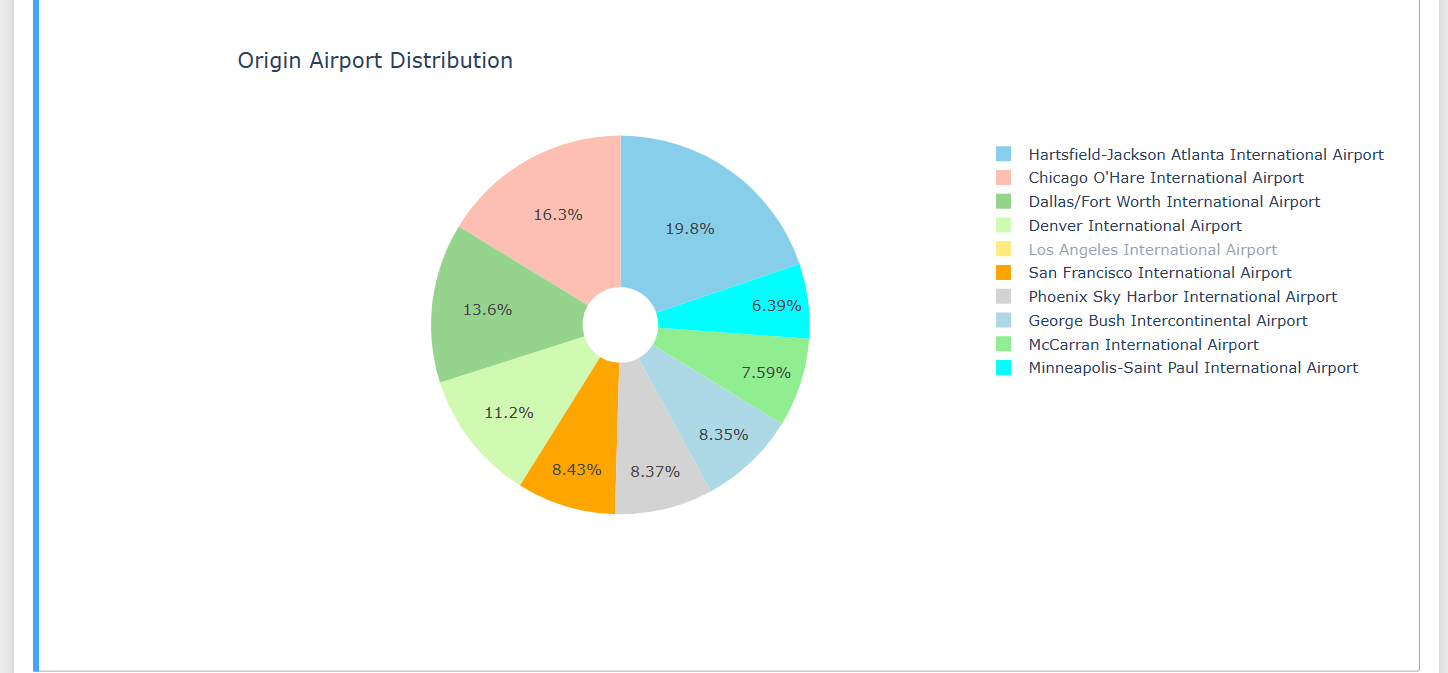 Origin Airport Distribution
19.8%
6.39%
7.59%
8.35%
8.37%
8.43%
11.2%
13.6%
16.3%
Hartsfield-Jackson Atlanta International Airport
Chicago O'Hare International Airport
Dallas/Fort Worth International Airport
Denver International Airport
Los Angeles International Airport
San Francisco International Airport
Phoenix Sky Harbor International Airport
George Bush Intercontinental Airport
McCarran International Airport
Minneapolis-Saint Paul International Airport